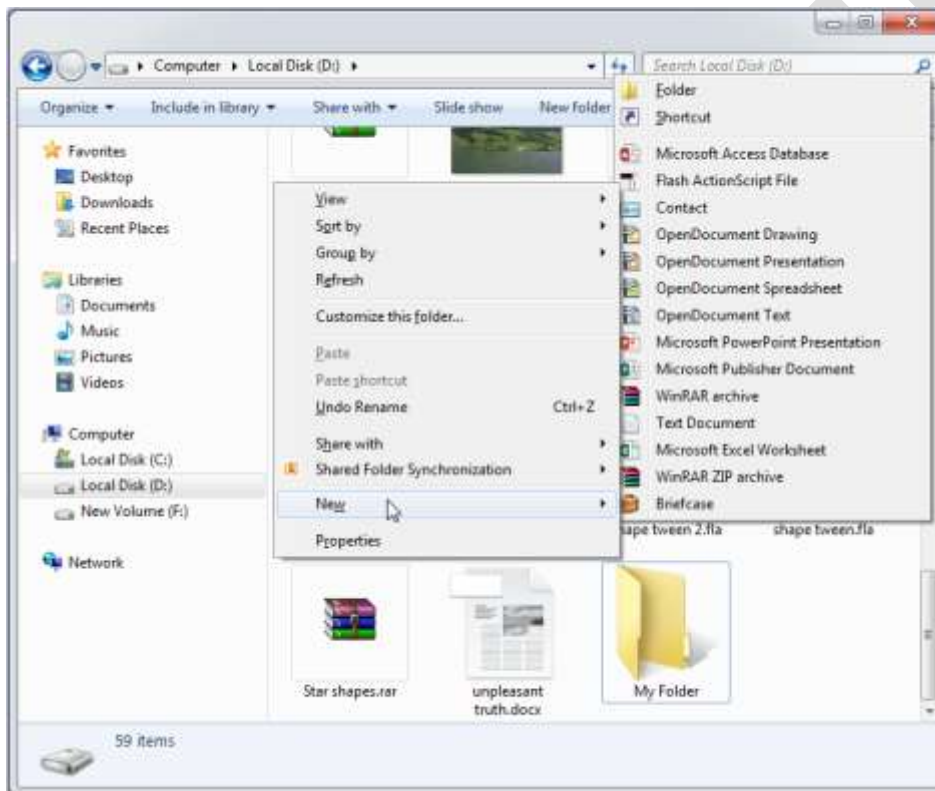 Computer ▸ Local Disk (D:) ▸
Search Local Disk (D:)
Organize
Include in library
Share with
Slide show
New folder
Favorites
Desktop
Downloads
Recent Places
Libraries
Documents
Music
Pictures
Videos
Computer
Local Disk (C:)
Local Disk (D:)
New Volume (F:)
Network
View
Sort by
Group by
Refresh
Customize this folder...
Paste
Paste shortcut
Undo Rename Ctrl+Z
Share with
Shared Folder Synchronization
New
Properties
Folder
Shortcut
Microsoft Access Database
Flash ActionScript File
Contact
OpenDocument Drawing
OpenDocument Presentation
OpenDocument Spreadsheet
OpenDocument Text
Microsoft PowerPoint Presentation
Microsoft Publisher Document
WinRAR archive
Text Document
Microsoft Excel Worksheet
WinRAR ZIP archive
Briefcase
tween 2.fla
shape tween.fla
Star shapes.rar
unpleasant
truth.docx
My Folder
59 items